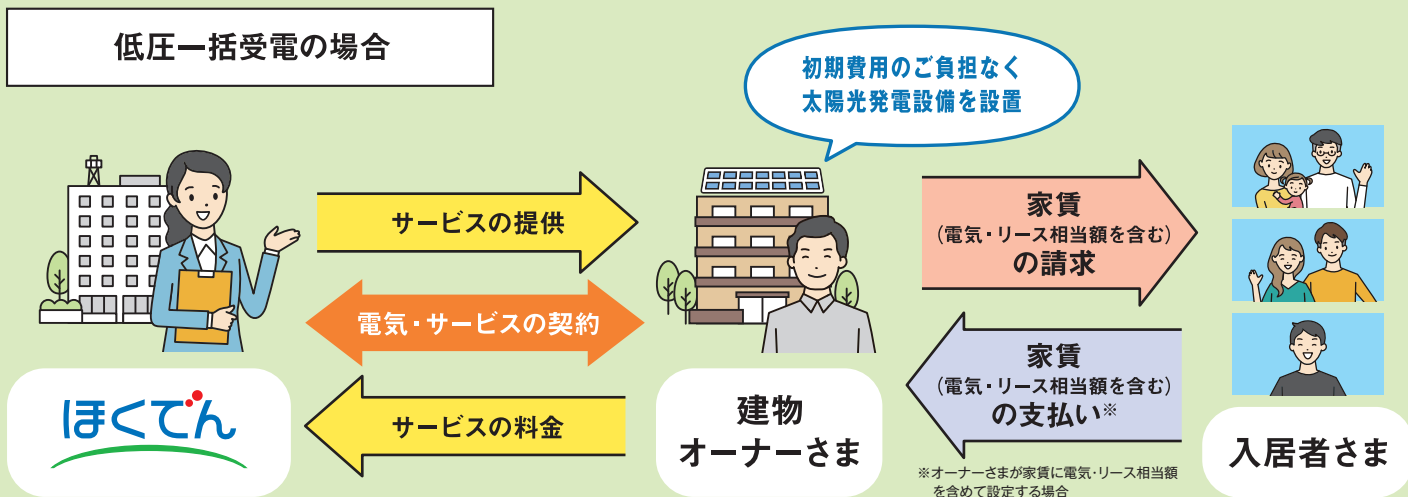 低圧一括受電の場合
初期費用のご負担なく
太陽光発電設備を設置
サービスの提供
電気・サービスの契約
サービスの料金
家賃
(電気・リース相当額を含む)
の請求
家賃
(電気・リース相当額を含む)
の支払い※
※オーナーさまが家賃に電気・リース相当額
を含めて設定する場合
ほくでん
建物
オーナーさま
入居者さま